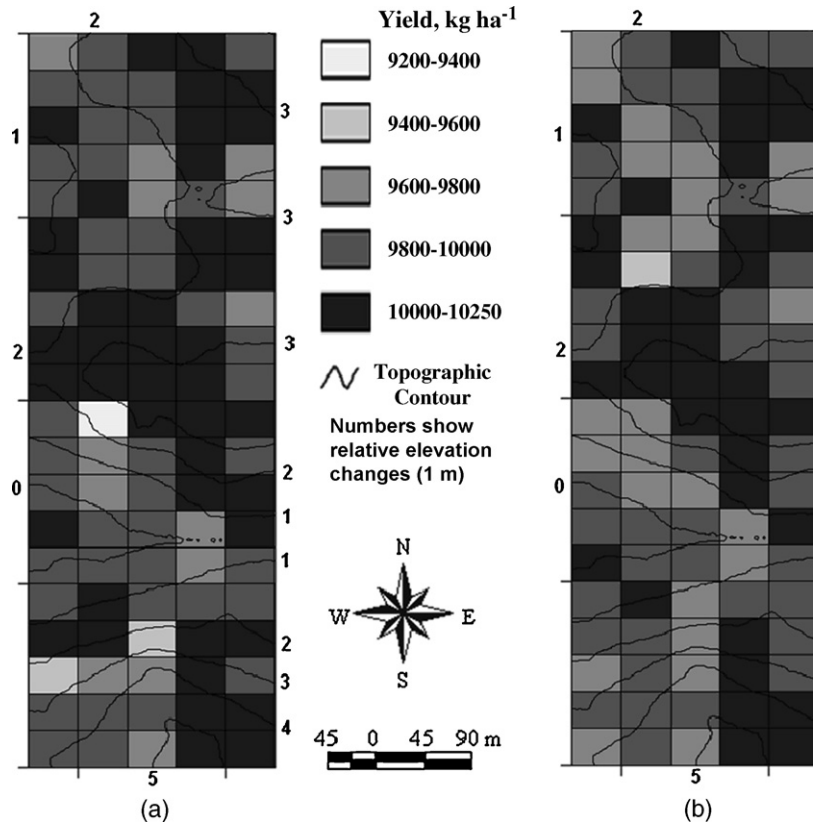 2
1
2
0
3
3
3
2
1
1
2
3
4
5
(a)
Yield, kg ha-1
9200-9400
9400-9600
9600-9800
9800-10000
10000-10250
Topographic
Contour
Numbers show
relative elevation
changes (1 m)
N
W E
S
45 0 45 90 m
2
1
2
0
5
(b)